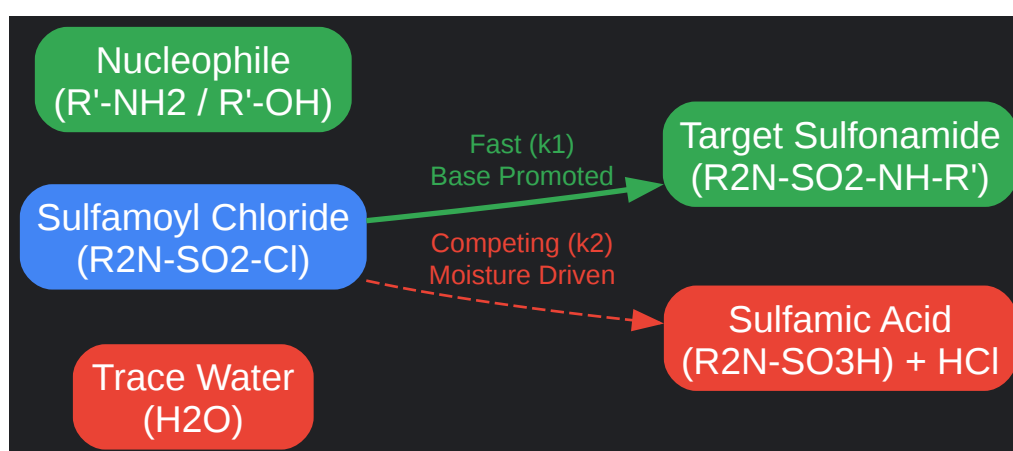 Nucleophile
(R'-NH2 / R'-OH)
Sulfamoyl Chloride
(R2N-SO2-Cl)
Trace Water
(H2O)
Fast (k1)
Base Promoted
Competing (k2)
Moisture Driven
Target Sulfonamide
(R2N-SO2-NH-R')
Sulfamic Acid
(R2N-SO3H) + HCl